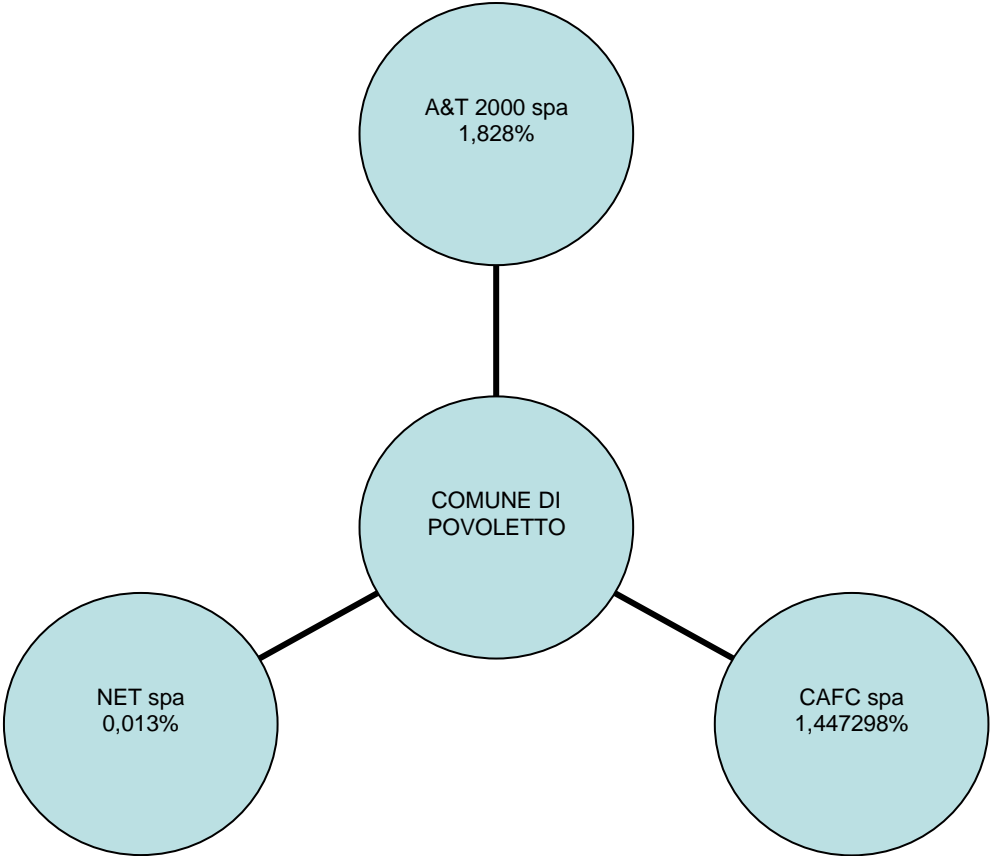 A&T 2000 spa
1,828%
COMUNE DI
POVOLETTO
NET spa
0,013%
CAFC spa
1,447298%